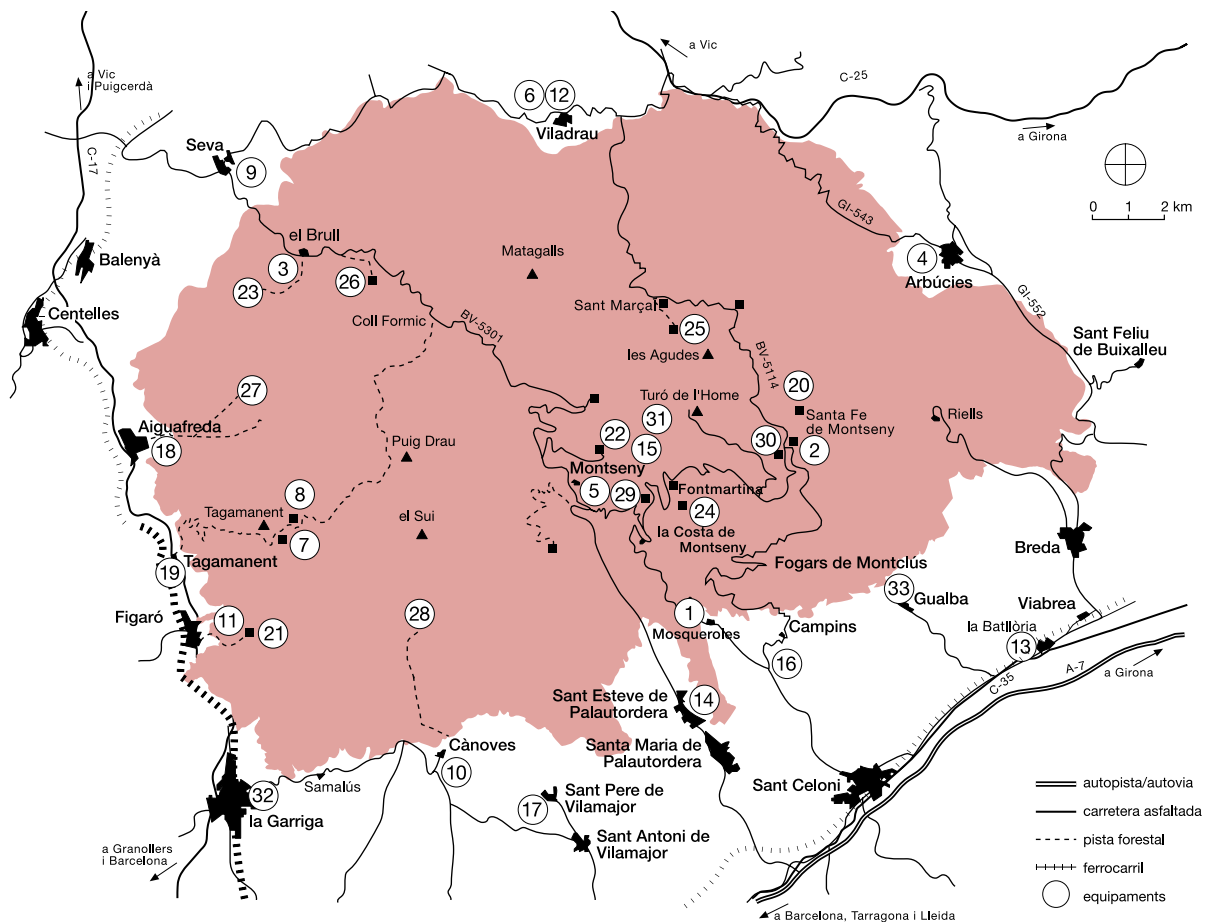 a Vic
i Puigcerdà
C-17
Seva
9
6
12
Viladrau
a Vic
C-25
a Girona
0 1 2 km
GI-543
4
Arbúcies
GI-552
Sant Feliu
de Buixalleu
Balenyà
Centelles
el Brull
3
23
26
Matagalls
Coll Formic
BV-5301
Sant Marçal
25
les Agudes
BV-5114
Turó de l'Home
20
Santa Fe
de Montseny
30
2
Riells
27
Aiguafreda
18
Puig Drau
22
31
15
Montseny
5
29
Fontmartina
24
la Costa de
Montseny
8
Tagamanent
7
el Sui
19
Tagamanent
Figaró
11
21
28
Fogars de Montclús
33
Gualba
Breda
Viabrea
la Batllòria
13
1
Mosqueroles
Campins
16
C-35
A-7
a Girona
Sant Esteve de
Palautordera
14
Santa Maria de
Palautordera
Sant Celoni
Cànoves
10
Samalús
32
la Garriga
Sant Pere de
Vilamajor
17
Sant Antoni de
Vilamajor
a Granollers
i Barcelona
a Barcelona, Tarragona i Lleida
autopista/autovia
carretera asfaltada
pista forestal
ferrocarril
equipaments